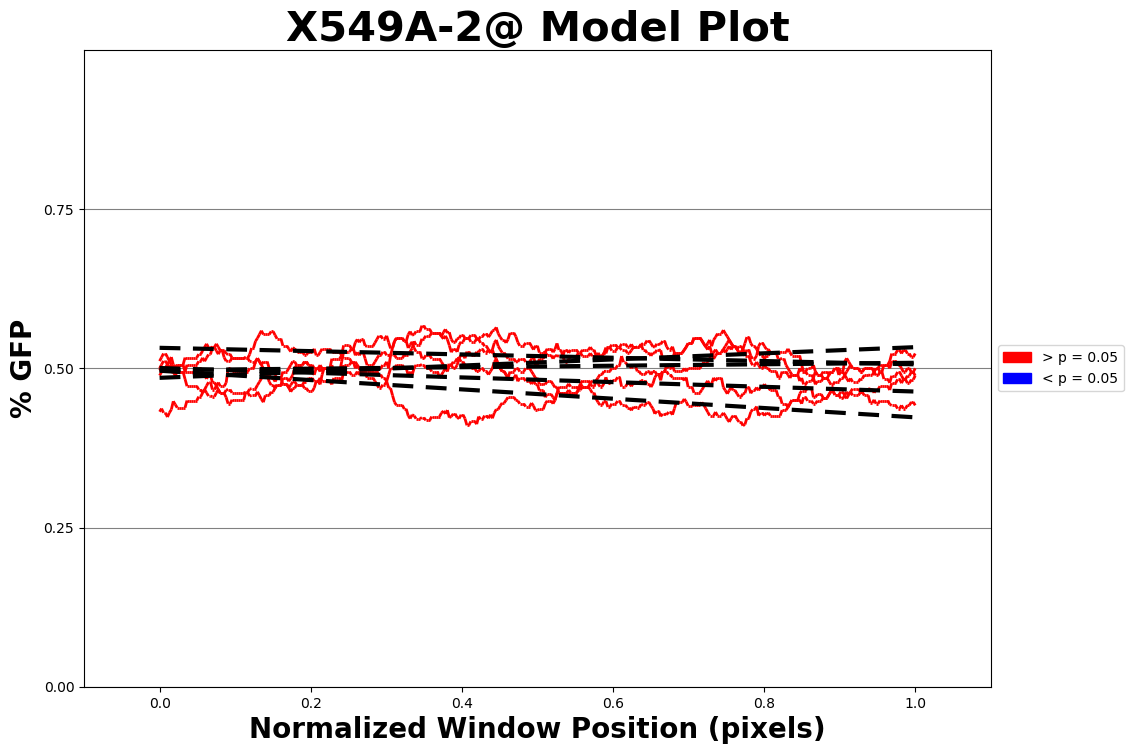 X549A-2@ Model Plot
% GFP
0.75
0.50
0.25
0.00
0.0 0.2 0.4 0.6 0.8 1.0
Normalized Window Position (pixels)
> p = 0.05
< p = 0.05